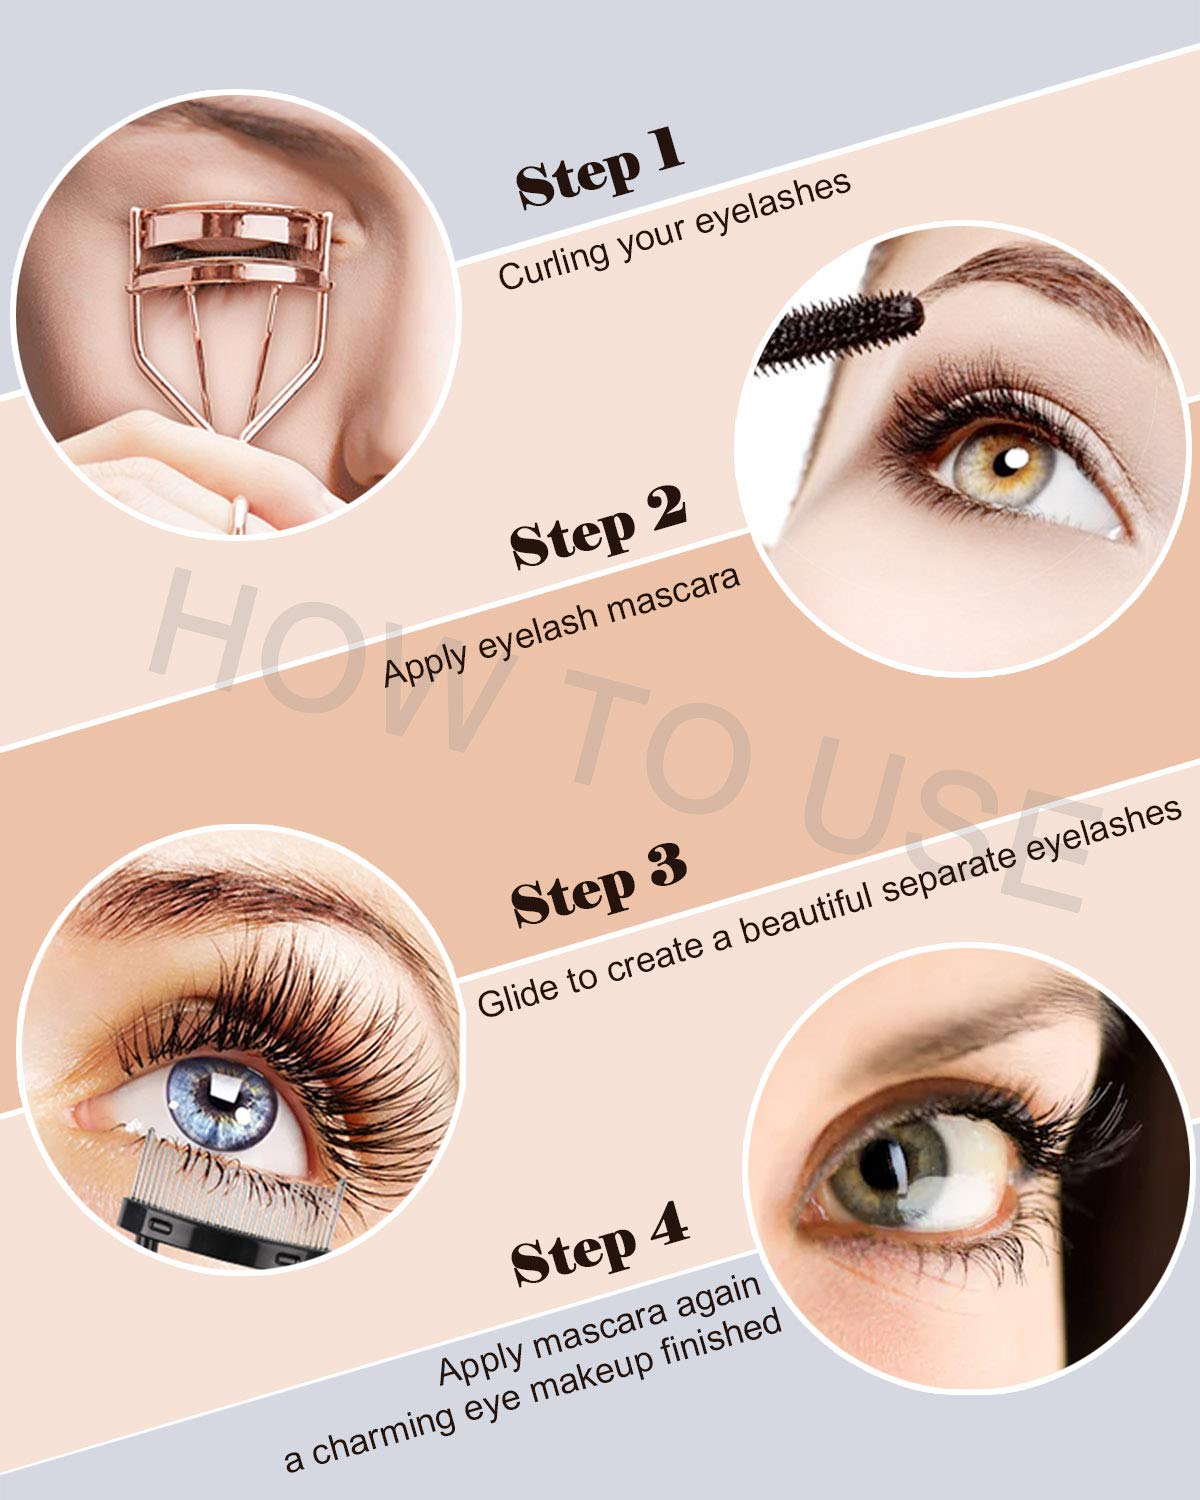 Step 1
Curling your eyelashes
Step 2
Apply eyelash mascara
HOW TO USE
Step 3
Glide to create a beautiful separate eyelashes
Step 4
Apply mascara again
a charming eye makeup finished